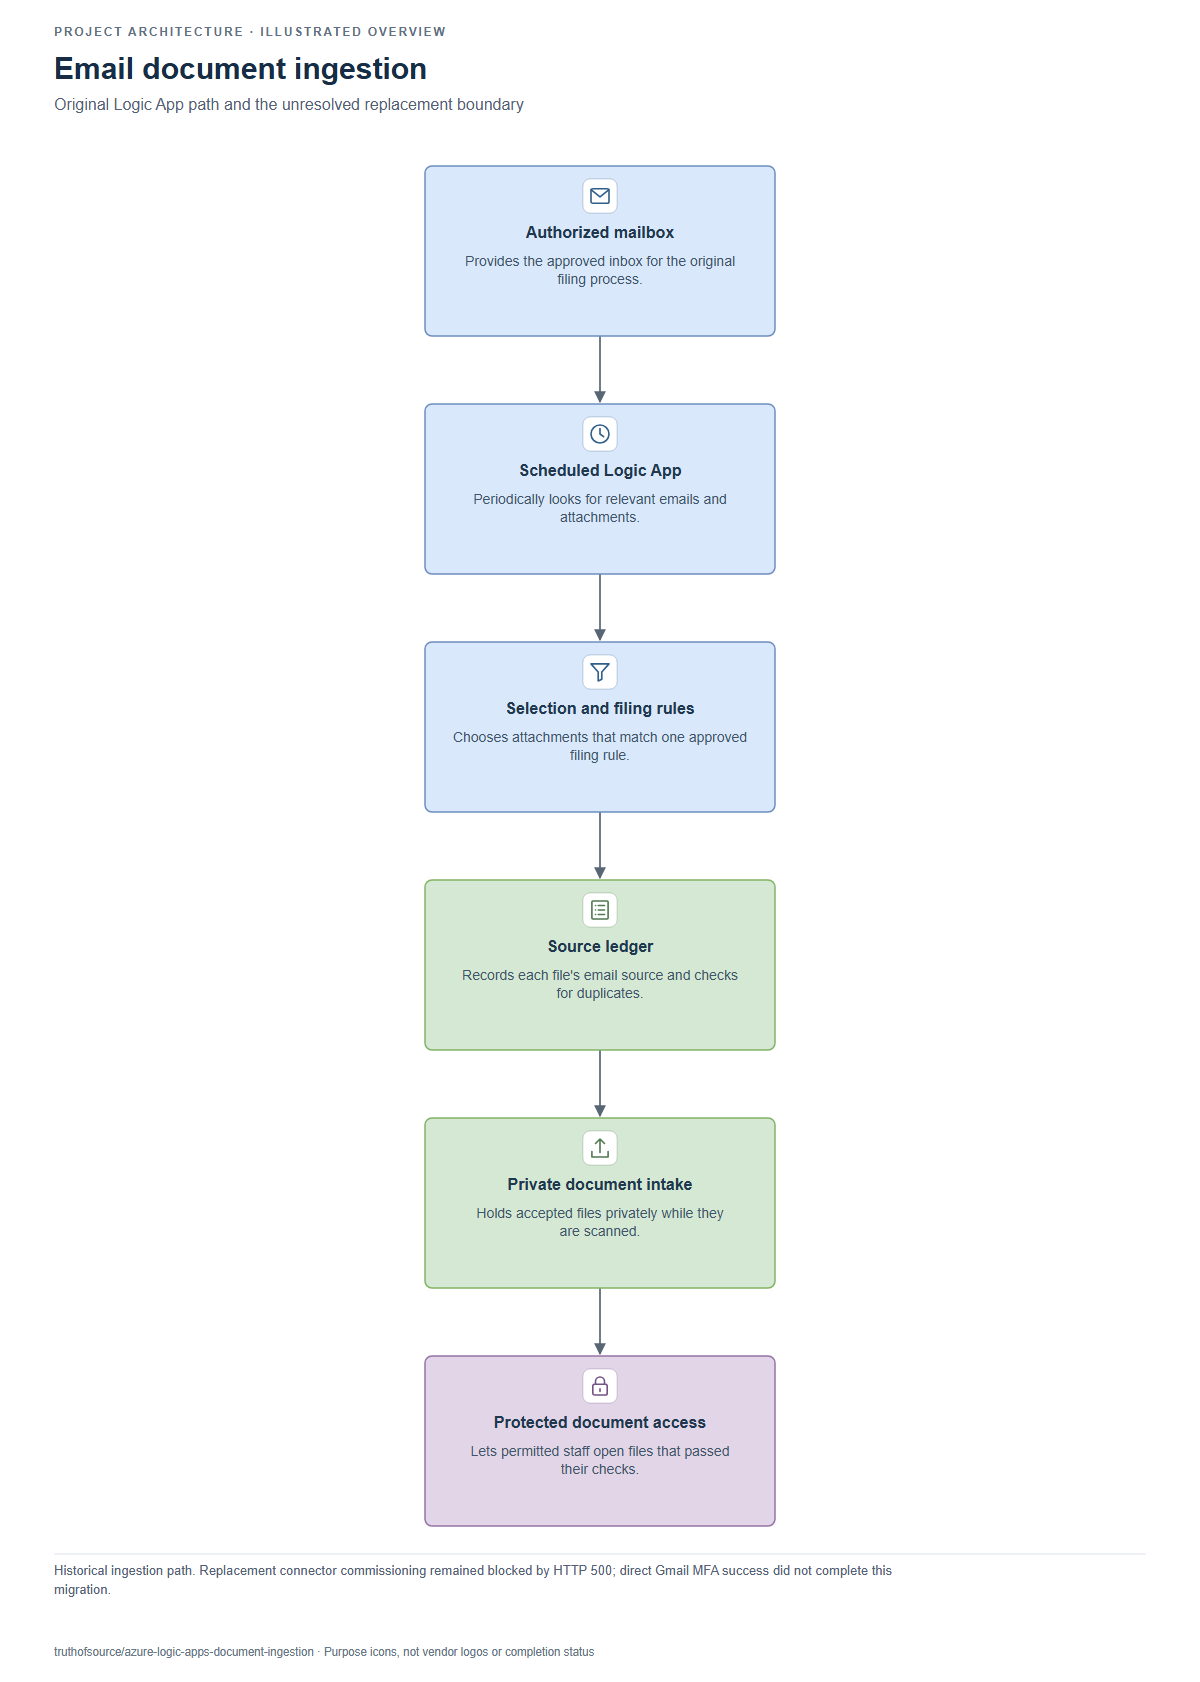 PROJECT ARCHITECTURE · ILLUSTRATED OVERVIEW
Email document ingestion
Original Logic App path and the unresolved replacement boundary
Authorized mailbox
Provides the approved inbox for the original
filing process.
Scheduled Logic App
Periodically looks for relevant emails and
attachments.
Selection and filing rules
Chooses attachments that match one approved
filing rule.
Source ledger
Records each file's email source and checks
for duplicates.
Private document intake
Holds accepted files privately while they
are scanned.
Protected document access
Lets permitted staff open files that passed
their checks.
Historical ingestion path. Replacement connector commissioning remained blocked by HTTP 500; direct Gmail MFA success did not complete this
migration.
truthofsource/azure-logic-apps-document-ingestion · Purpose icons, not vendor logos or completion status